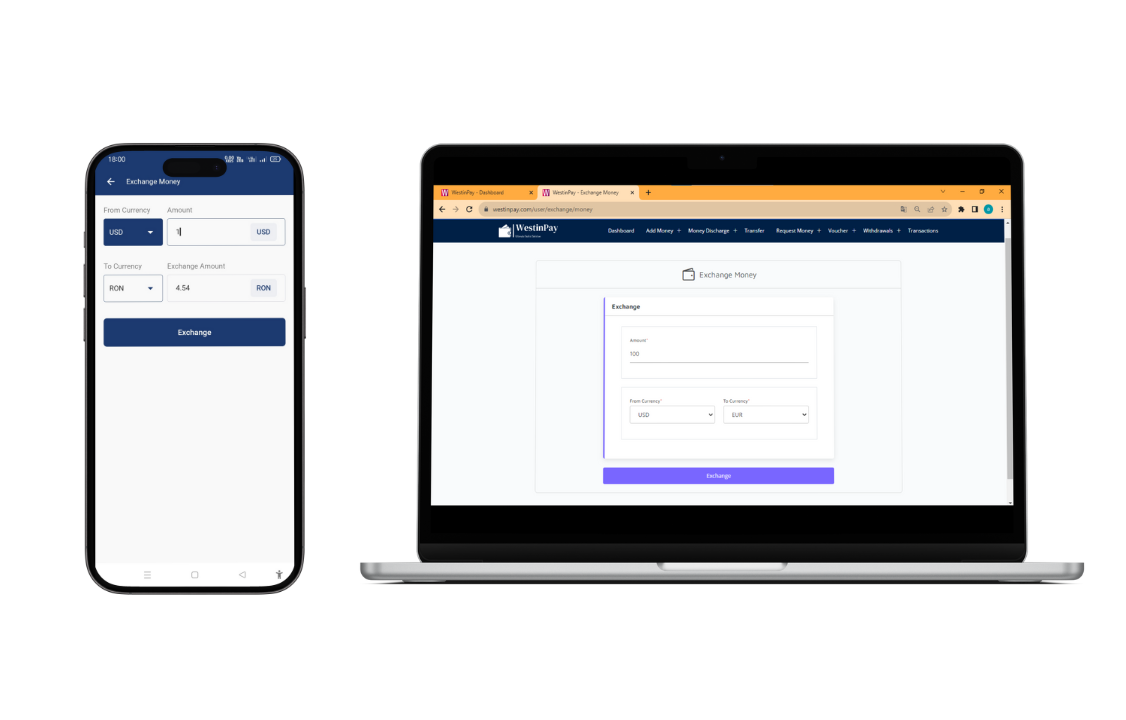 18:00
Exchange Money
From Currency Amount
USD 1 USD
To Currency Exchange Amount
RON 4.54 RON
Exchange
WestinPay - Dashboard WestinPay - Exchange Money
westinpay.com/user/exchange/money
WestinPay
Dashboard Add Money + Money Discharge + Transfer Request Money + Voucher + Withdrawals + Transactions
Exchange Money
Exchange
Amount*
100
From Currency* To Currency*
USD EUR
Exchange